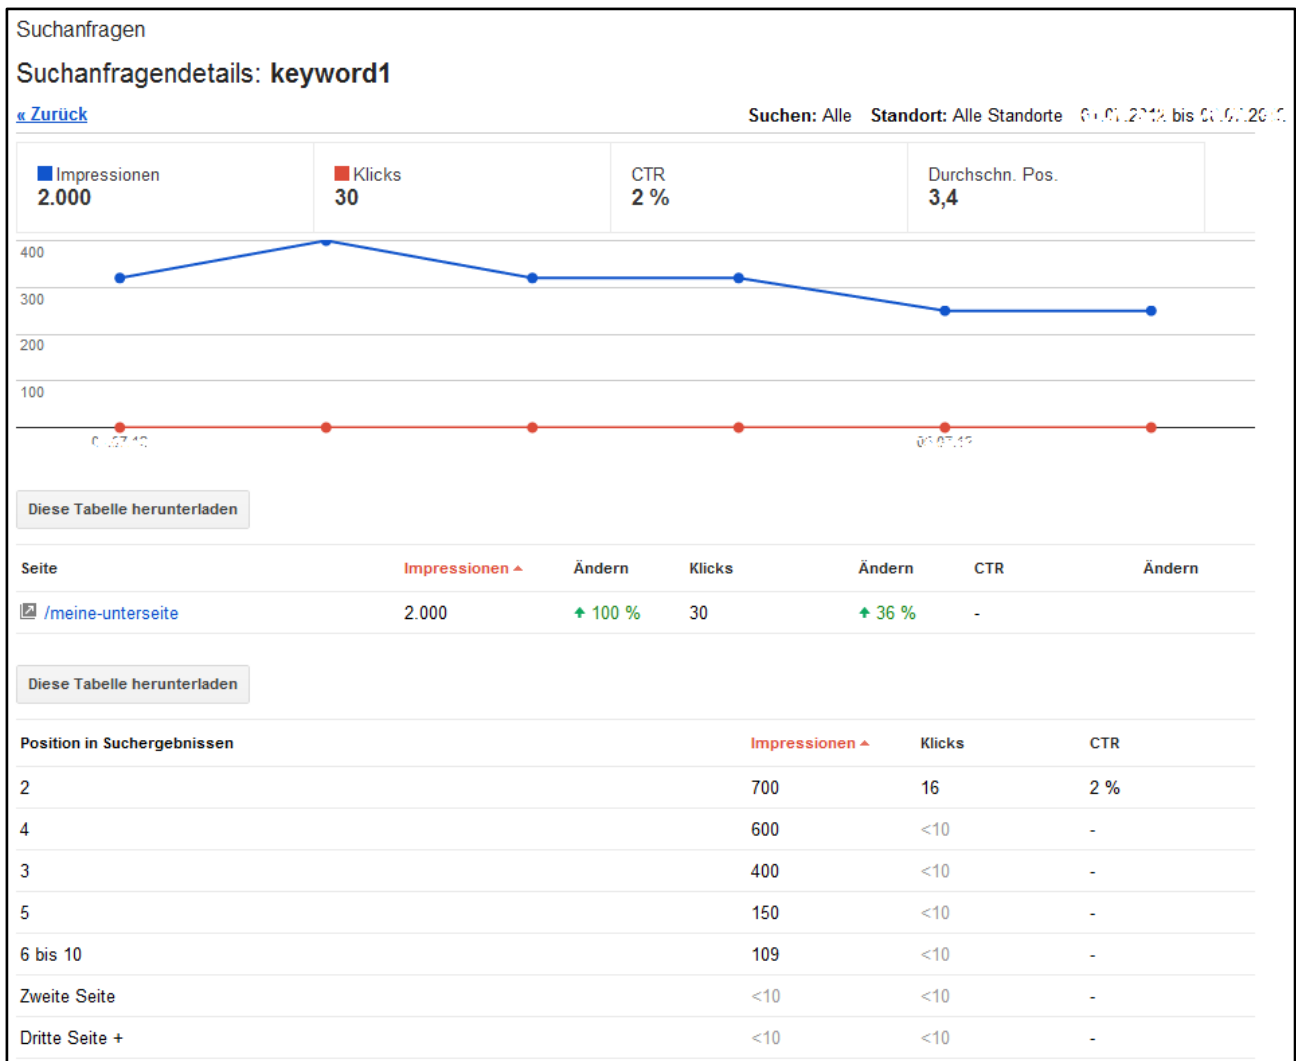 Suchanfragen
Suchanfragendetails: keyword1
« Zurück
Suchen: Alle Standort: Alle Standorte bis
Impressionen Klicks CTR Durchschn. Pos.
2.000 30 2 % 3,4
400
300
200
100
Diese Tabelle herunterladen
Seite Impressionen Ändern Klicks Ändern CTR Ändern
/meine-unterseite 2.000 100 % 30 36 % -
Diese Tabelle herunterladen
Position in Suchergebnissen Impressionen Klicks CTR
2 700 16 2 %
4 600 <10 -
3 400 <10 -
5 150 <10 -
6 bis 10 109 <10 -
Zweite Seite <10 <10 -
Dritte Seite + <10 <10 -